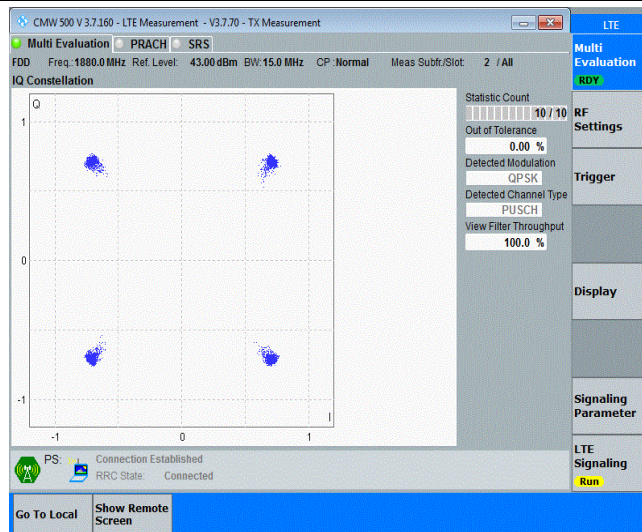 CMW 500 V 3.7.160 - LTE Measurement - V3.7.70 - TX Measurement
LTE
Multi Evaluation PRACH SRS
FDD Freq.:1880.0 MHz Ref. Level: 43.00 dBm BW:15.0 MHz CP :Normal Meas Subfr./Slot: 2 / All
IQ Constellation
Q
1
0
-1
I
-1 0 1
Statistic Count
10 / 10
Out of Tolerance
0.00 %
Detected Modulation
QPSK
Detected Channel Type
PUSCH
View Filter Throughput
100.0 %
PS: Connection Established
RRC State: Connected
Multi
Evaluation
RDY
RF
Settings
Trigger
Display
Signaling
Parameter
LTE
Signaling
Run
Go To Local
Show Remote
Screen